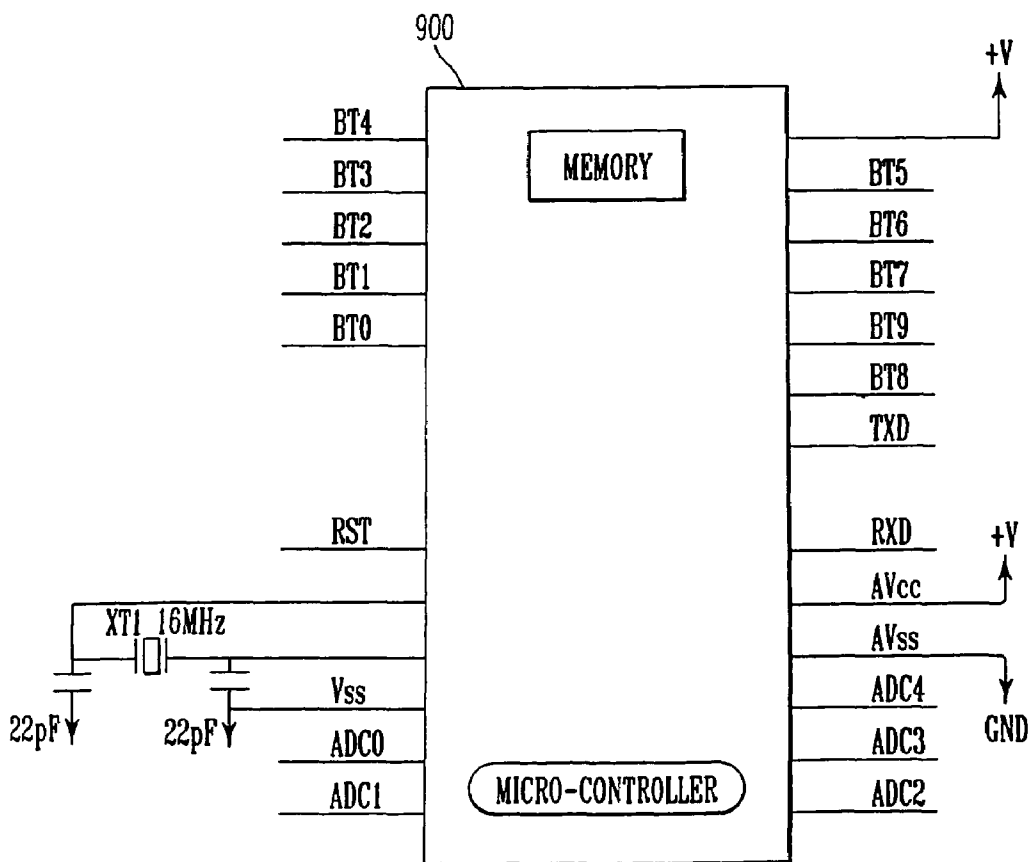 900
+V
BT4
MEMORY
BT3
BT5
BT2
BT6
BT1
BT7
BT0
BT9
BT8
TXD
RST
RXD
+V
AVcc
XT1 16MHz
AVss
Vss
ADC4
22pF
22pF
GND
ADC0
ADC3
ADC1
MICRO-CONTROLLER
ADC2